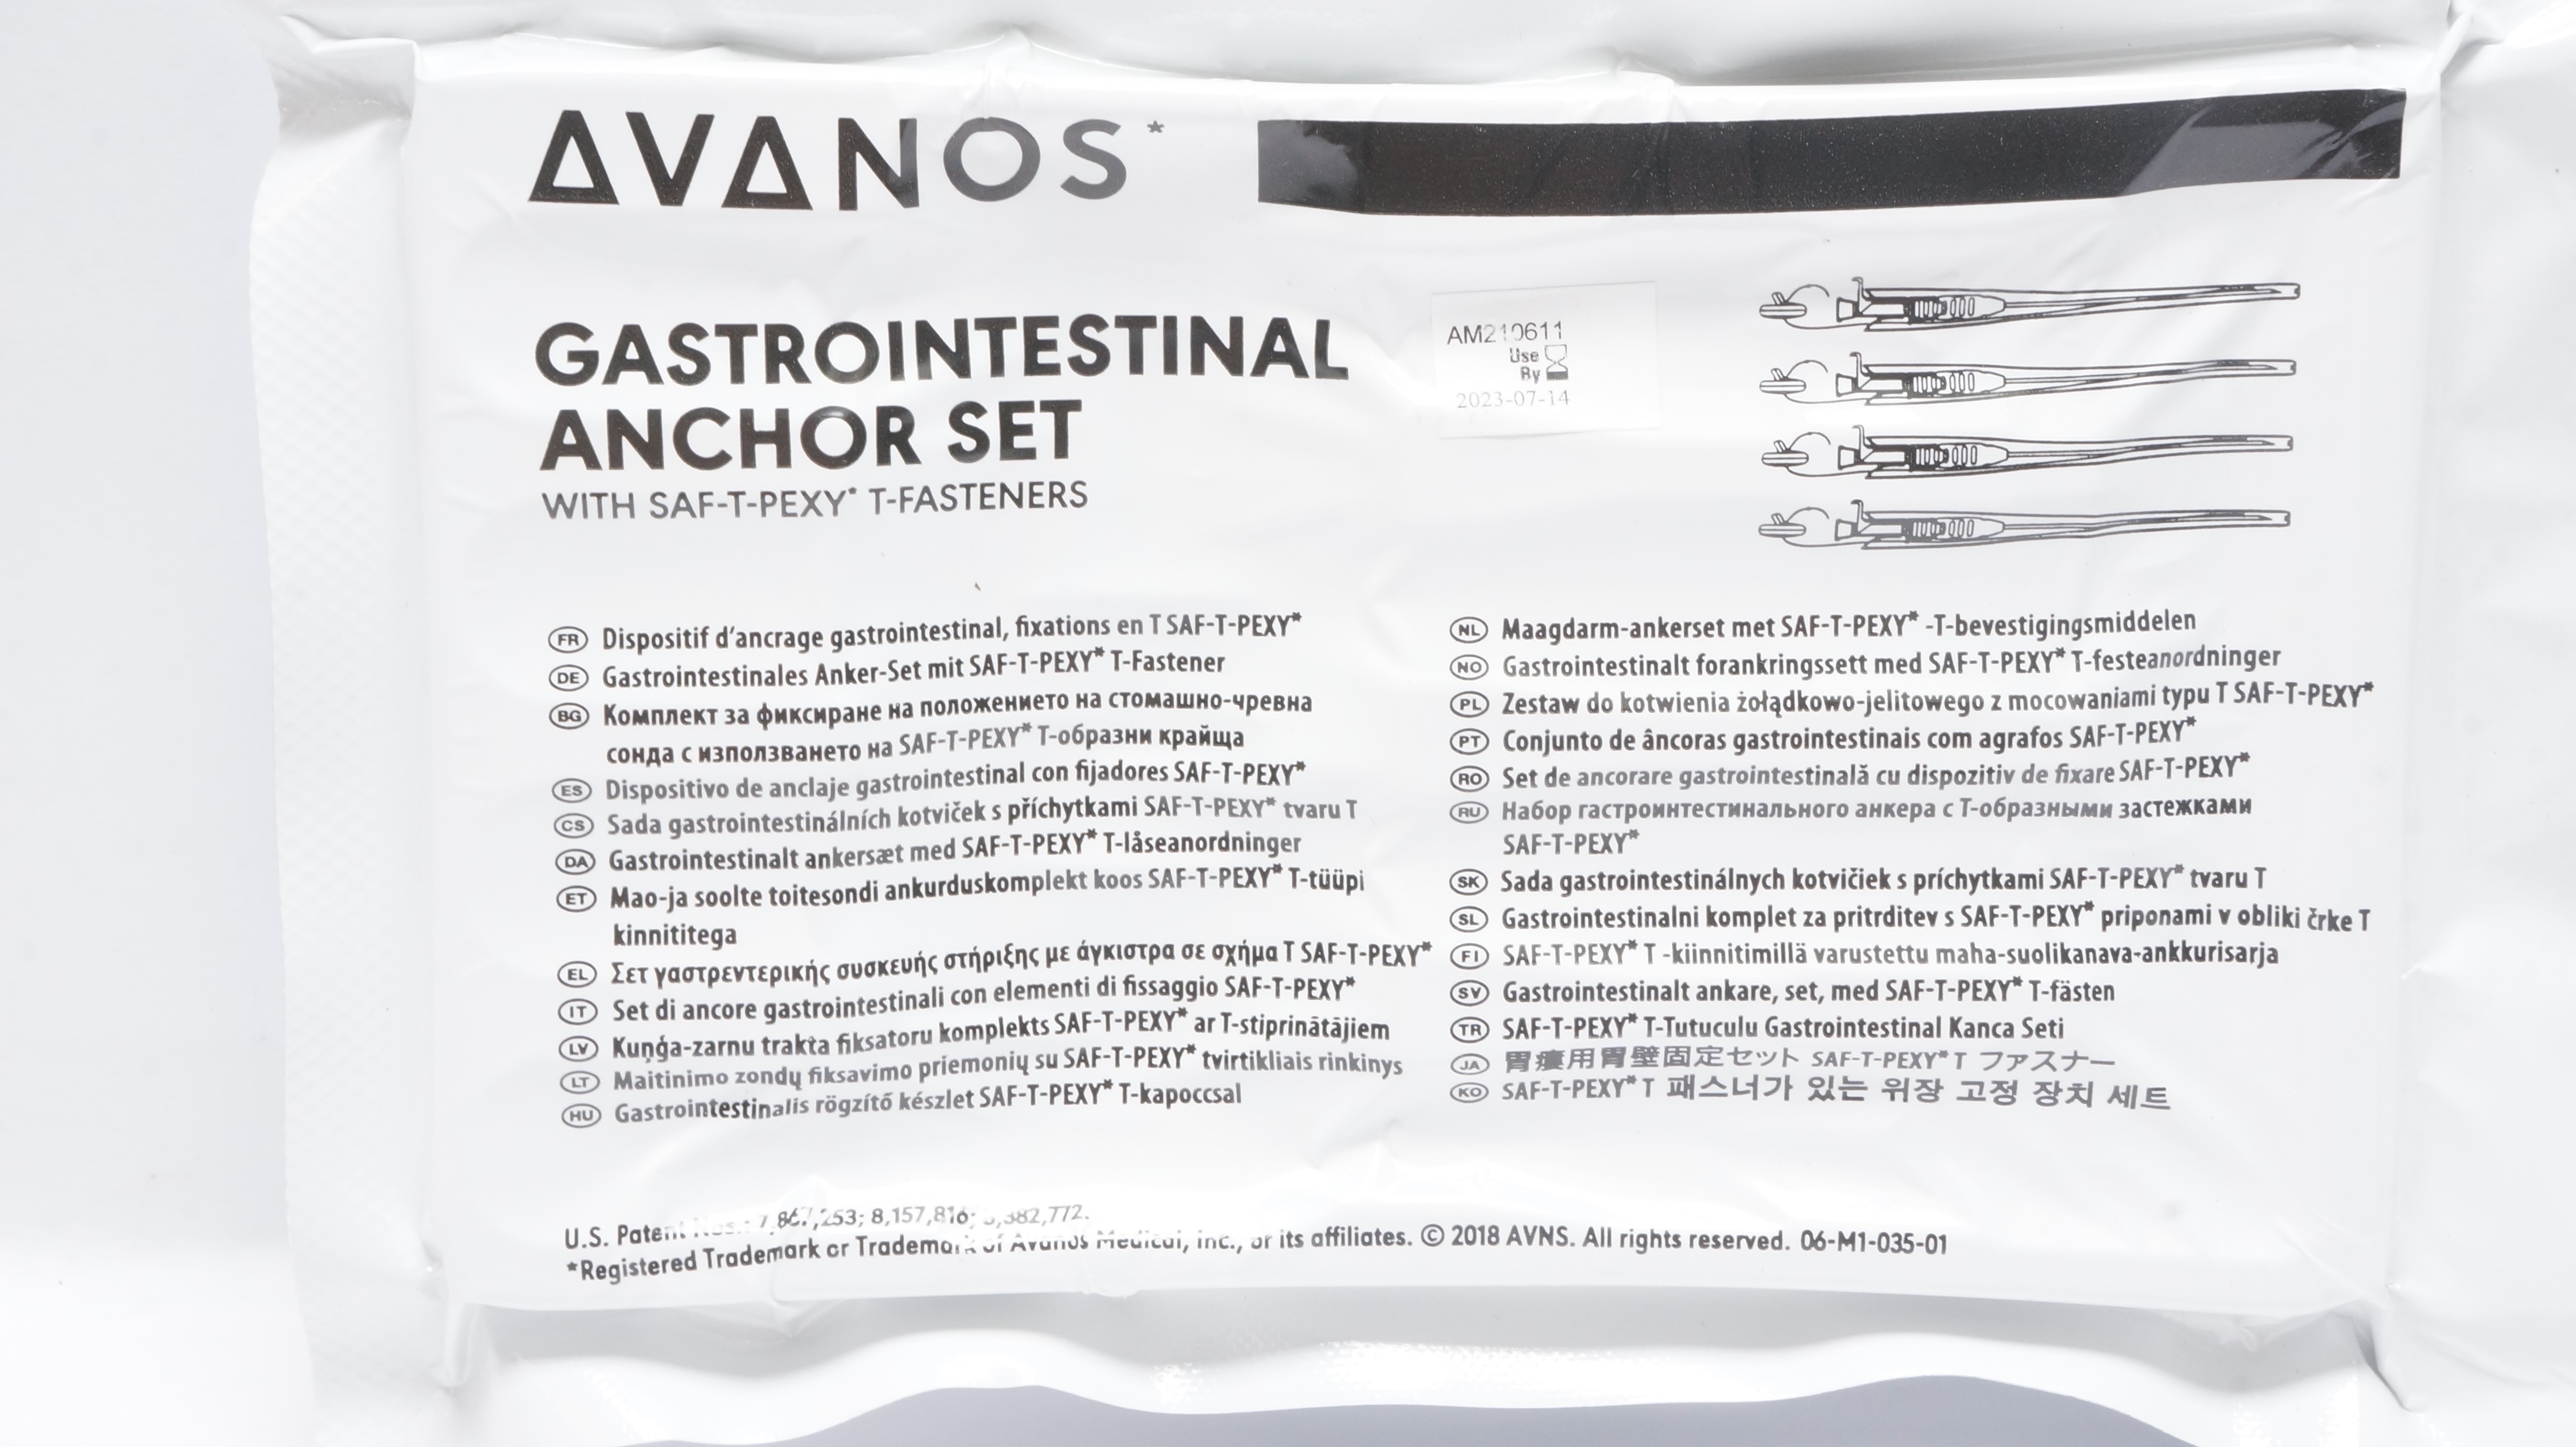 AVANOS*
GASTROINTESTINAL
ANCHOR SET
WITH SAF-T-PEXY* T-FASTENERS
AM210611
Use
By
2023-07-14
FR Dispositif d'ancrage gastrointestinal, fixations en T SAF-T-PEXY*
DE Gastrointestinales Anker-Set mit SAF-T-PEXY* T-Fastener
BG Комплект за фиксиране на положението на стомашно-чревна
сонда с използването на SAF-T-PEXY* Т-образни крайща
ES Dispositivo de anclaje gastrointestinal con fijadores SAF-T-PEXY*
CS Sada gastrointestinálních kotviček s příchytkami SAF-T-PEXY* tvaru T
DA Gastrointestinalt ankersæt med SAF-T-PEXY* T-låseanordninger
ET Mao-ja soolte toitesondi ankurduskomplekt koos SAF-T-PEXY* T-tüüpi
kinnititega
EL Σετ γαστρεντερικής συσκευής στήριξης με άγκιστρα σε σχήμα T SAF-T-PEXY*
IT Set di ancore gastrointestinali con elementi di fissaggio SAF-T-PEXY*
LV Kuņģa-zarnu trakta fiksatoru komplekts SAF-T-PEXY* ar T-stiprinātājiem
LT Maitinimo zondų fiksavimo priemonių su SAF-T-PEXY* tvirtikliais rinkinys
HU Gastrointestinalis rögzítő készlet SAF-T-PEXY* T-kapoccsal
NL Maagdarm-ankerset met SAF-T-PEXY* -T-bevestigingsmiddelen
NO Gastrointestinalt forankringssett med SAF-T-PEXY* T-festeanordninger
PL Zestaw do kotwienia żołądkowo-jelitowego z mocowaniami typu T SAF-T-PEXY*
PT Conjunto de âncoras gastrointestinais com agrafos SAF-T-PEXY*
RO Set de ancorare gastrointestinală cu dispozitiv de fixare SAF-T-PEXY*
RU Набор гастроинтестинального анкера с Т-образными застежками
SAF-T-PEXY*
SK Sada gastrointestinálnych kotvičiek s príchytkami SAF-T-PEXY* tvaru T
SL Gastrointestinalni komplet za pritrditev s SAF-T-PEXY* priponami v obliki črke T
FI SAF-T-PEXY* T -kiinnitimillä varustettu maha-suolikanava-ankkurisarja
SV Gastrointestinalt ankare, set, med SAF-T-PEXY* T-fästen
TR SAF-T-PEXY* T-Tutuculu Gastrointestinal Kanca Seti
JA 胃瘻用胃壁固定セット SAF-T-PEXY* T ファスナー
KO SAF-T-PEXY* T 패스너가 있는 위장 고정 장치 세트
U.S. Patent Nos.: 7,867,253; 8,157,816; 382,772.
*Registered Trademark or Trademark of Avanos Medical, Inc., or its affiliates. © 2018 AVNS. All rights reserved. 06-M1-035-01